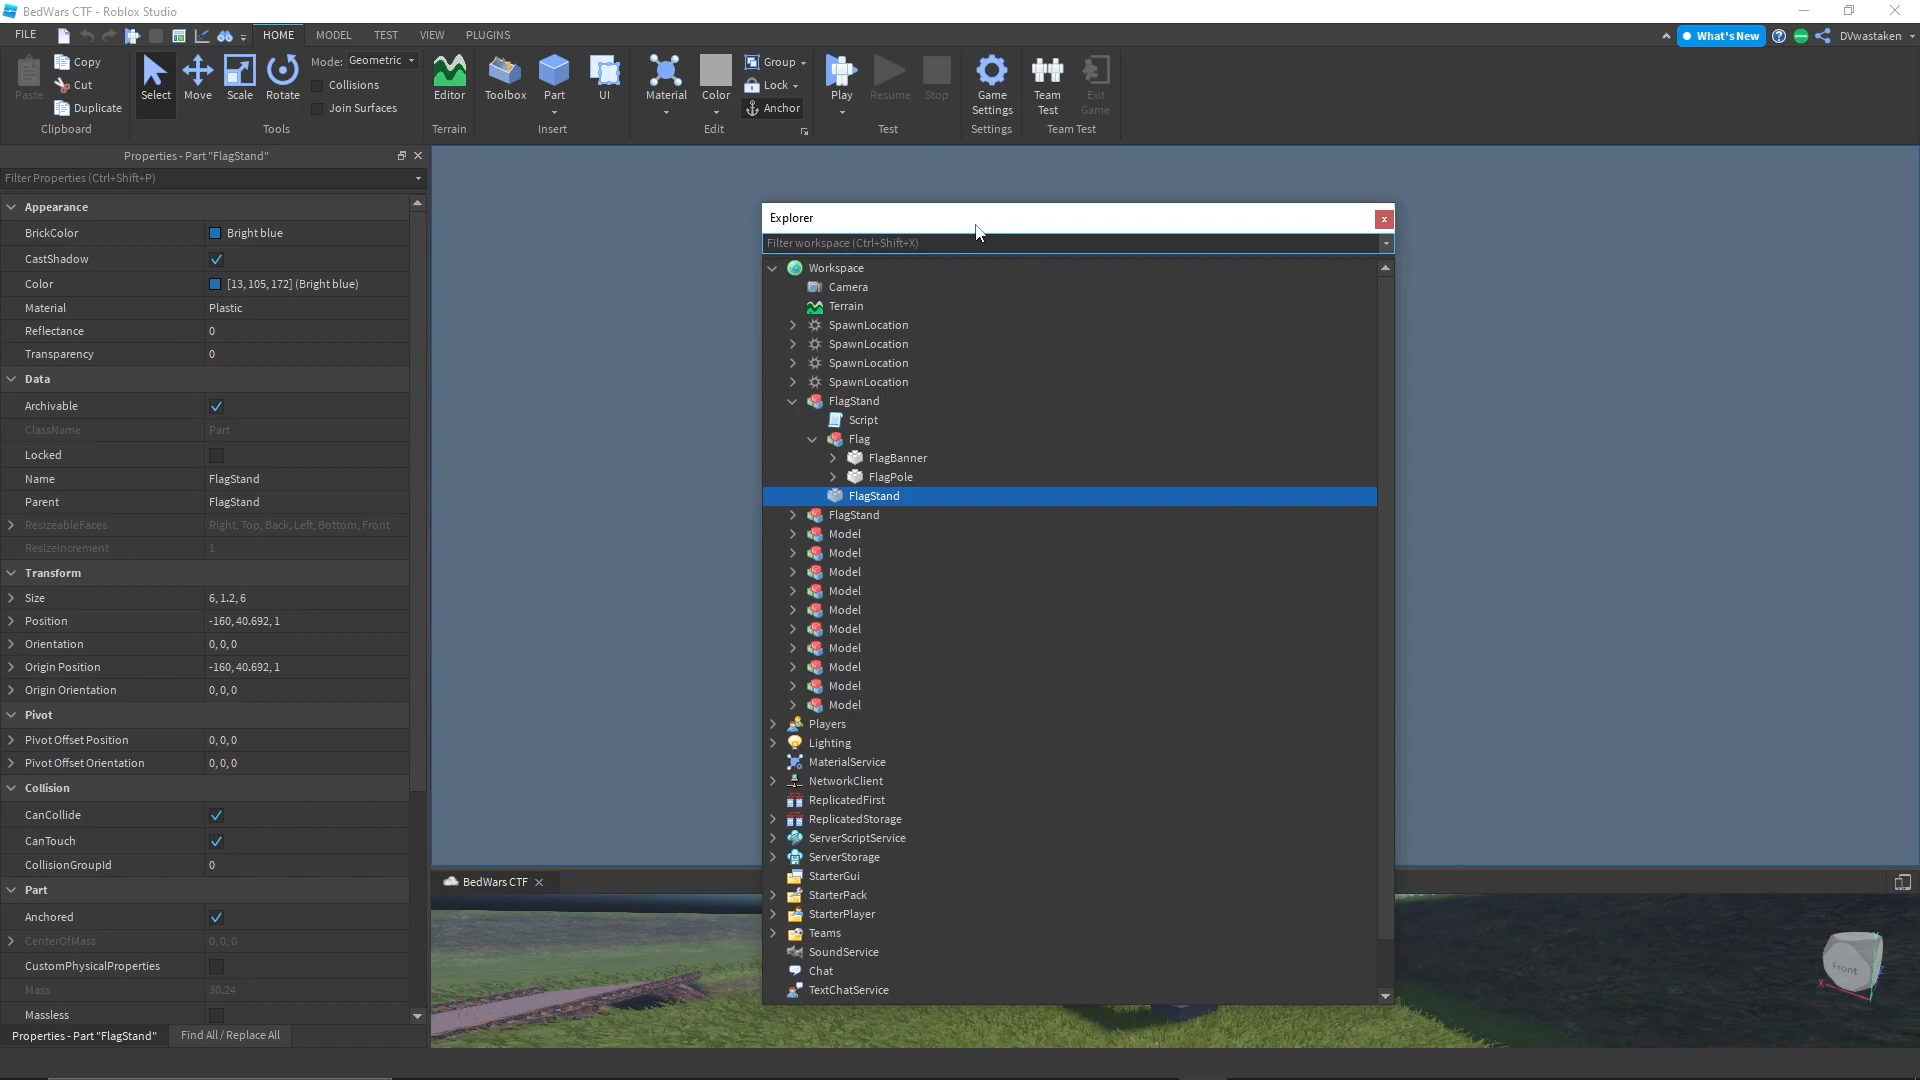 BedWars CTF - Roblox Studio
FILE
HOME
MODEL
TEST
VIEW
PLUGINS
What's New
DVwastaken
Paste
Copy
Cut
Duplicate
Clipboard
Select
Move
Scale
Rotate
Mode: Geometric
Collisions
Join Surfaces
Tools
Editor
Terrain
Toolbox
Part
UI
Insert
Material
Color
Group
Lock
Anchor
Edit
Play
Resume
Stop
Test
Game
Settings
Settings
Team
Test
Exit
Game
Team Test
Properties - Part "FlagStand"
Filter Properties (Ctrl+Shift+P)
Appearance
BrickColor Bright blue
CastShadow
Color [13, 105, 172] (Bright blue)
Material Plastic
Reflectance 0
Transparency 0
Data
Archivable
ClassName Part
Locked
Name FlagStand
Parent FlagStand
ResizeableFaces Right, Top, Back, Left, Bottom, Front
ResizeIncrement 1
Transform
Size 6, 1.2, 6
Position -160, 40.692, 1
Orientation 0, 0, 0
Origin Position -160, 40.692, 1
Origin Orientation 0, 0, 0
Pivot
Pivot Offset Position 0, 0, 0
Pivot Offset Orientation 0, 0, 0
Collision
CanCollide
CanTouch
CollisionGroupId 0
Part
Anchored
CenterOfMass 0, 0, 0
CustomPhysicalProperties
Mass 30.24
Massless
Properties - Part "FlagStand"
Find All / Replace All
Explorer
x
Filter workspace (Ctrl+Shift+X)
Workspace
Camera
Terrain
SpawnLocation
SpawnLocation
SpawnLocation
SpawnLocation
FlagStand
Script
Flag
FlagBanner
FlagPole
FlagStand
FlagStand
Model
Model
Model
Model
Model
Model
Model
Model
Model
Model
Players
Lighting
MaterialService
NetworkClient
ReplicatedFirst
ReplicatedStorage
ServerScriptService
ServerStorage
StarterGui
StarterPack
StarterPlayer
Teams
SoundService
Chat
TextChatService
BedWars CTF
Front
X
Y
Z